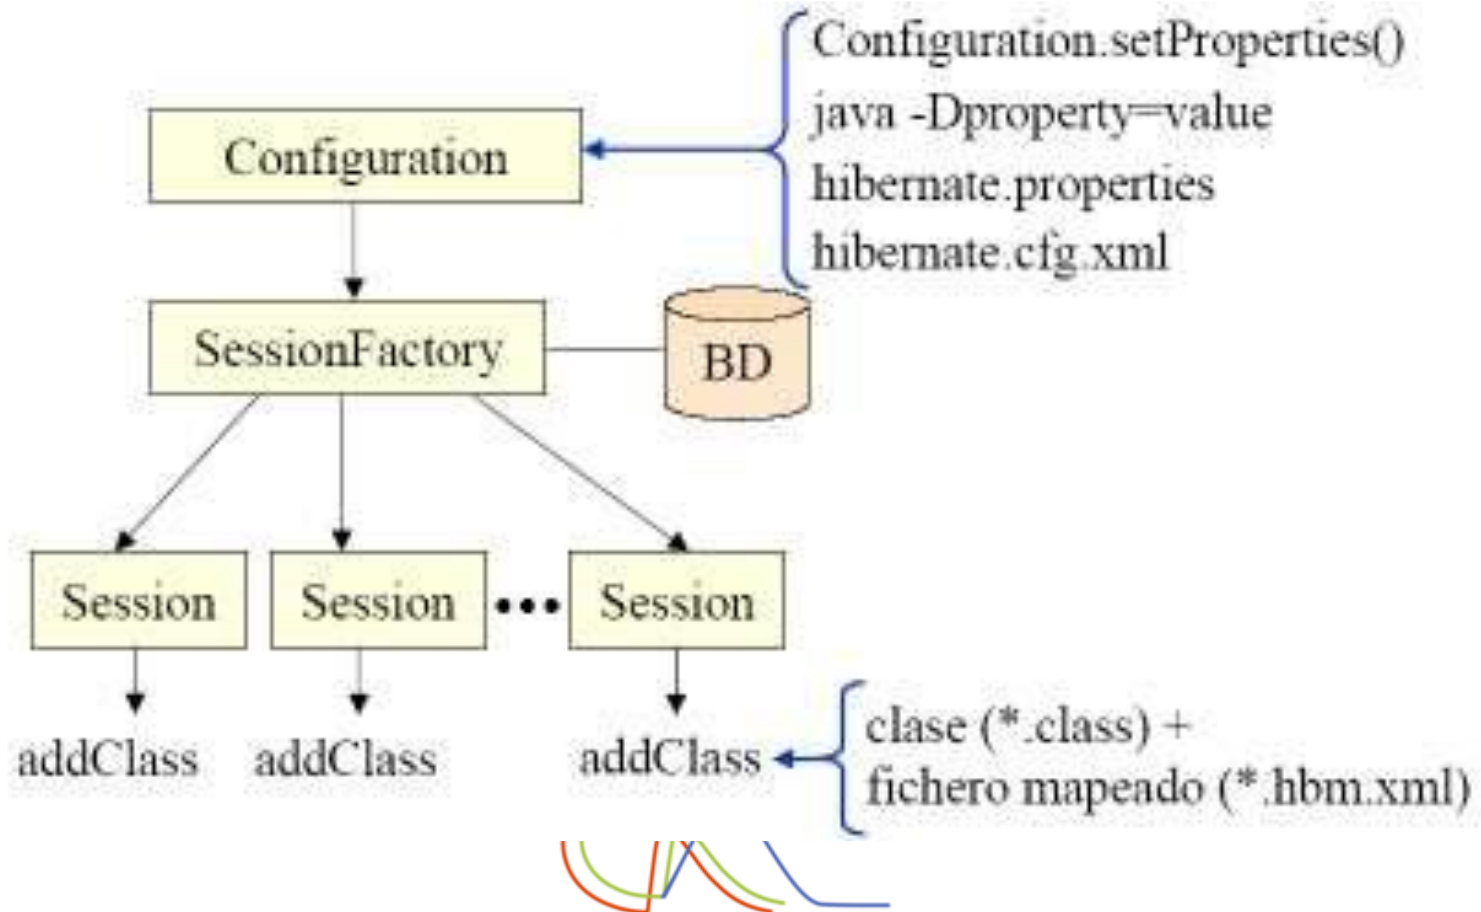 Configuration.setProperties()
java -Dproperty=value
hibernate.properties
hibernate.cfg.xml
Configuration
SessionFactory
BD
Session
Session
Session
addClass
addClass
addClass
clase (*.class) +
fichero mapeado (*.hbm.xml)